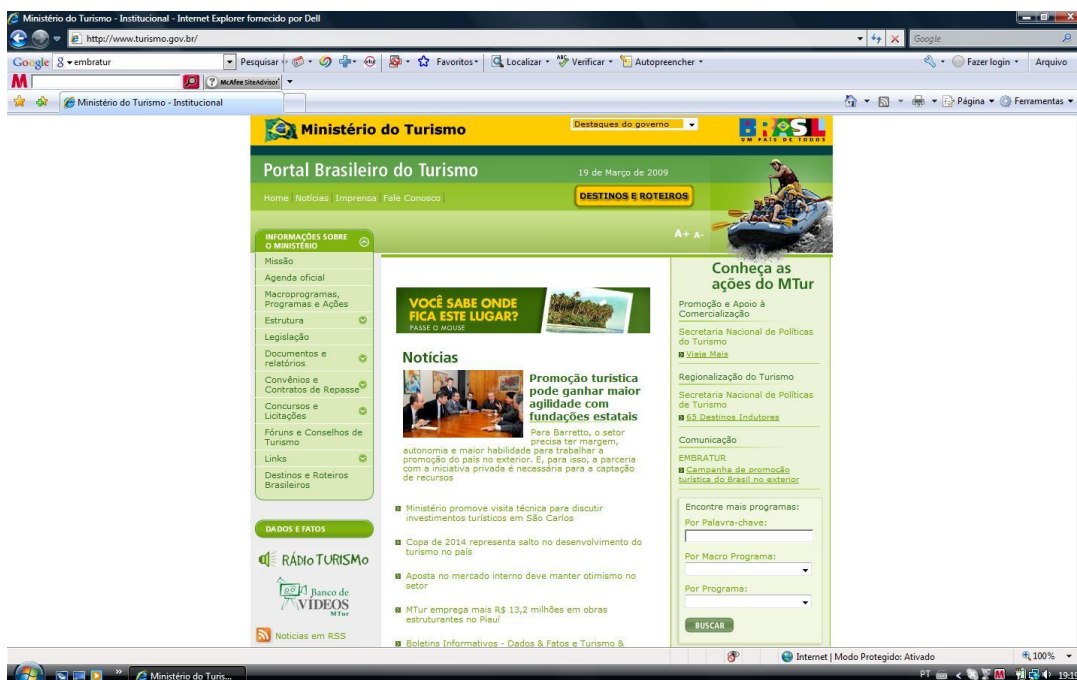 Ministério do Turismo - Institucional - Internet Explorer fornecido por Dell
http://www.turismo.gov.br/
Google
Google
embratur
Pesquisar
Favoritos
Localizar
Verificar
Autopreencher
Fazer login
Arquivo
M
McAfee SiteAdvisor
Ministério do Turismo - Institucional
Página
Ferramentas
Ministério do Turismo
Destaques do governo
BRASIL
UM PAÍS DE TODOS
Portal Brasileiro do Turismo
19 de Março de 2009
Home | Notícias | Imprensa | Fale Conosco |
DESTINOS E ROTEIROS
A+ A-
INFORMAÇÕES SOBRE
O MINISTÉRIO
Missão
Agenda oficial
Macroprogramas,
Programas e Ações
Estrutura
Legislação
Documentos e
relatórios
Convênios e
Contratos de Repasse
Concursos e
Licitações
Fóruns e Conselhos de
Turismo
Links
Destinos e Roteiros
Brasileiros
DADOS E FATOS
RÁDIO TURISMO
Banco de
VÍDEOS
MTur
Notícias em RSS
VOCÊ SABE ONDE
FICA ESTE LUGAR?
PASSE O MOUSE
Notícias
Promoção turística
pode ganhar maior
agilidade com
fundações estatais
Para Barretto, o setor
precisa ter margem,
autonomia e maior habilidade para trabalhar a
promoção do país no exterior. E, para isso, a parceria
com a iniciativa privada é necessária para a captação
de recursos
Ministério promove visita técnica para discutir
investimentos turísticos em São Carlos
Copa de 2014 representa salto no desenvolvimento do
turismo no país
Aposta no mercado interno deve manter otimismo no
setor
MTur emprega mais R$ 13,2 milhões em obras
estruturantes no Piauí
Boletins Informativos - Dados & Fatos e Turismo &
Conheça as
ações do MTur
Promoção e Apoio à
Comercialização
Secretaria Nacional de Políticas
do Turismo
Viaja Mais
Regionalização do Turismo
Secretaria Nacional de Políticas
de Turismo
65 Destinos Indutores
Comunicação
EMBRATUR
Campanha de promoção
turística do Brasil no exterior
Encontre mais programas:
Por Palavra-chave:
Por Macro Programa:
Por Programa:
BUSCAR
Internet | Modo Protegido: Ativado
100%
Ministério do Turis...
PT
19:19